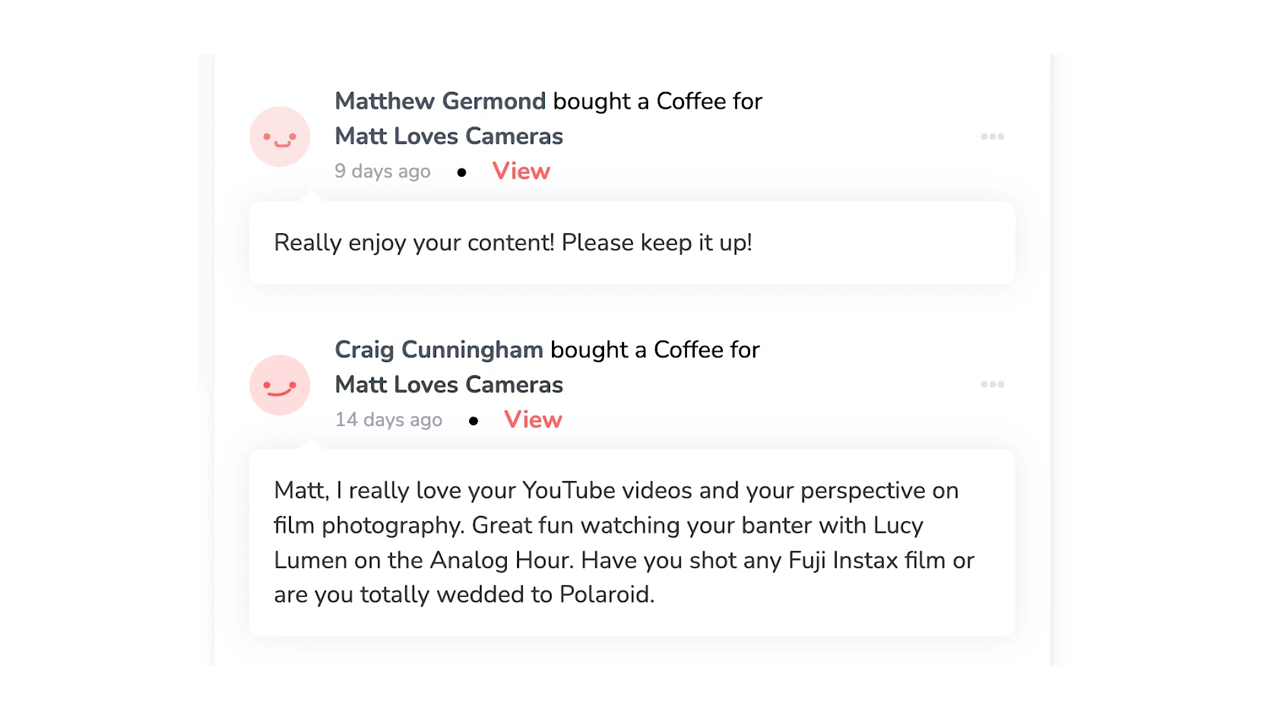 Matthew Germond bought a Coffee for
Matt Loves Cameras
9 days ago • View
Really enjoy your content! Please keep it up!
Craig Cunningham bought a Coffee for
Matt Loves Cameras
14 days ago • View
Matt, I really love your YouTube videos and your perspective on
film photography. Great fun watching your banter with Lucy
Lumen on the Analog Hour. Have you shot any Fuji Instax film or
are you totally wedded to Polaroid.